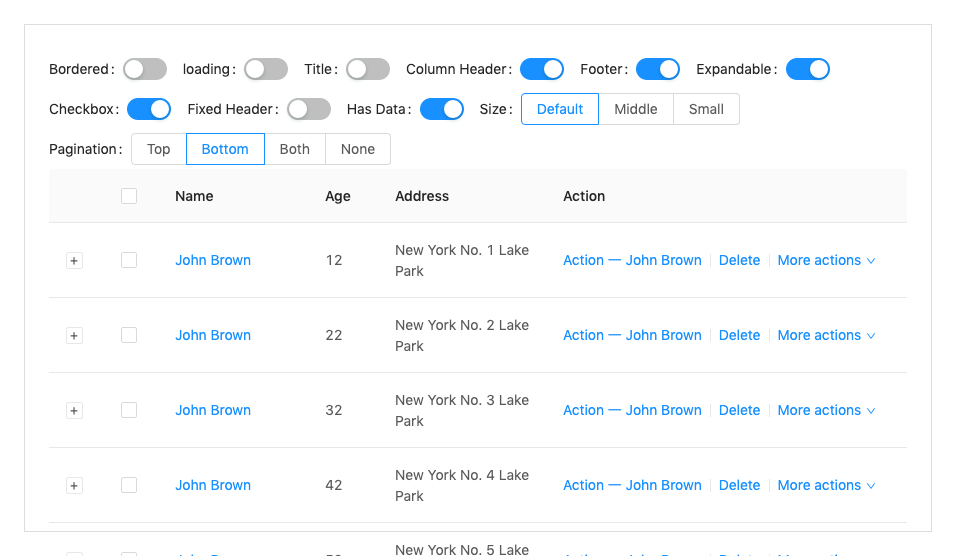 Bordered: loading: Title: Column Header: Footer: Expandable:
Checkbox: Fixed Header: Has Data: Size: Default Middle Small
Pagination: Top Bottom Both None
Name Age Address Action
John Brown 12 New York No. 1 Lake Park Action 一 John Brown Delete More actions
John Brown 22 New York No. 2 Lake Park Action 一 John Brown Delete More actions
John Brown 32 New York No. 3 Lake Park Action 一 John Brown Delete More actions
John Brown 42 New York No. 4 Lake Park Action 一 John Brown Delete More actions
New York No. 5 Lake